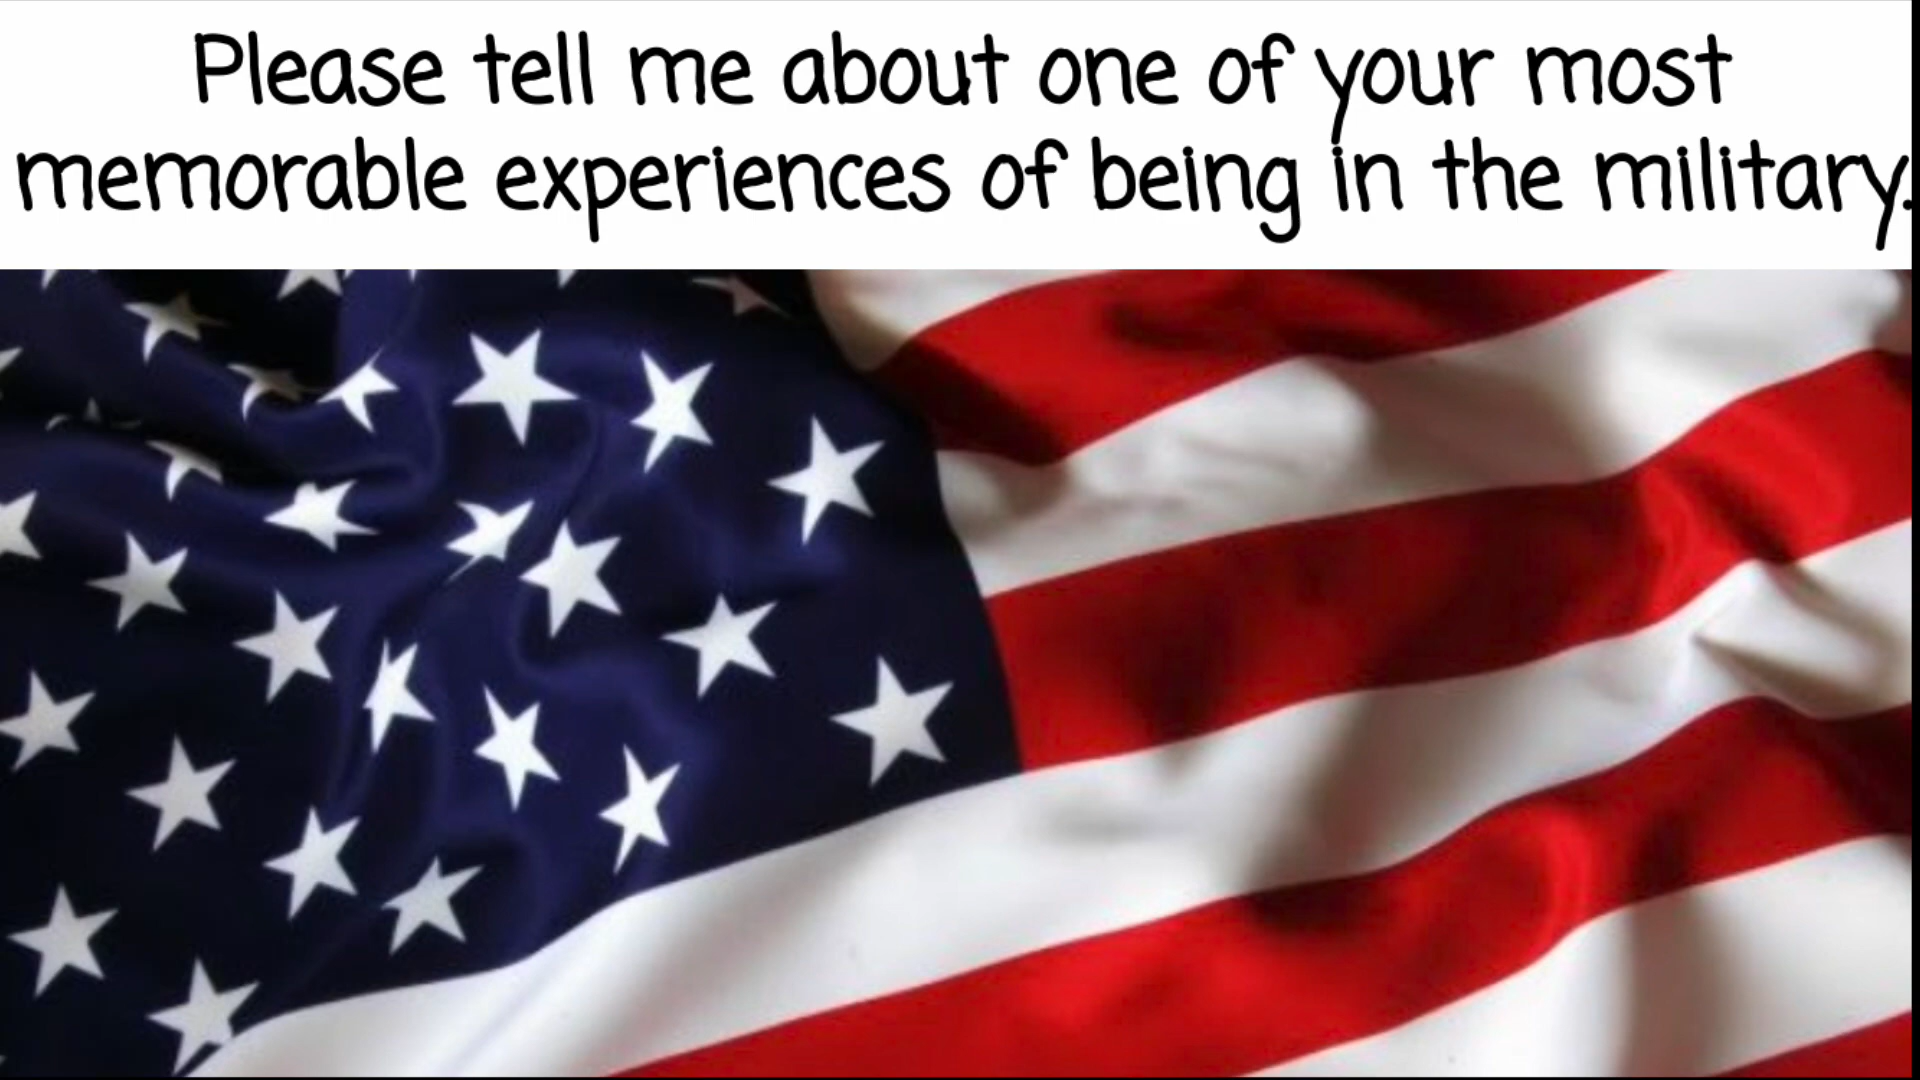 Please tell me about one of your most
memorable experiences of being in the military.